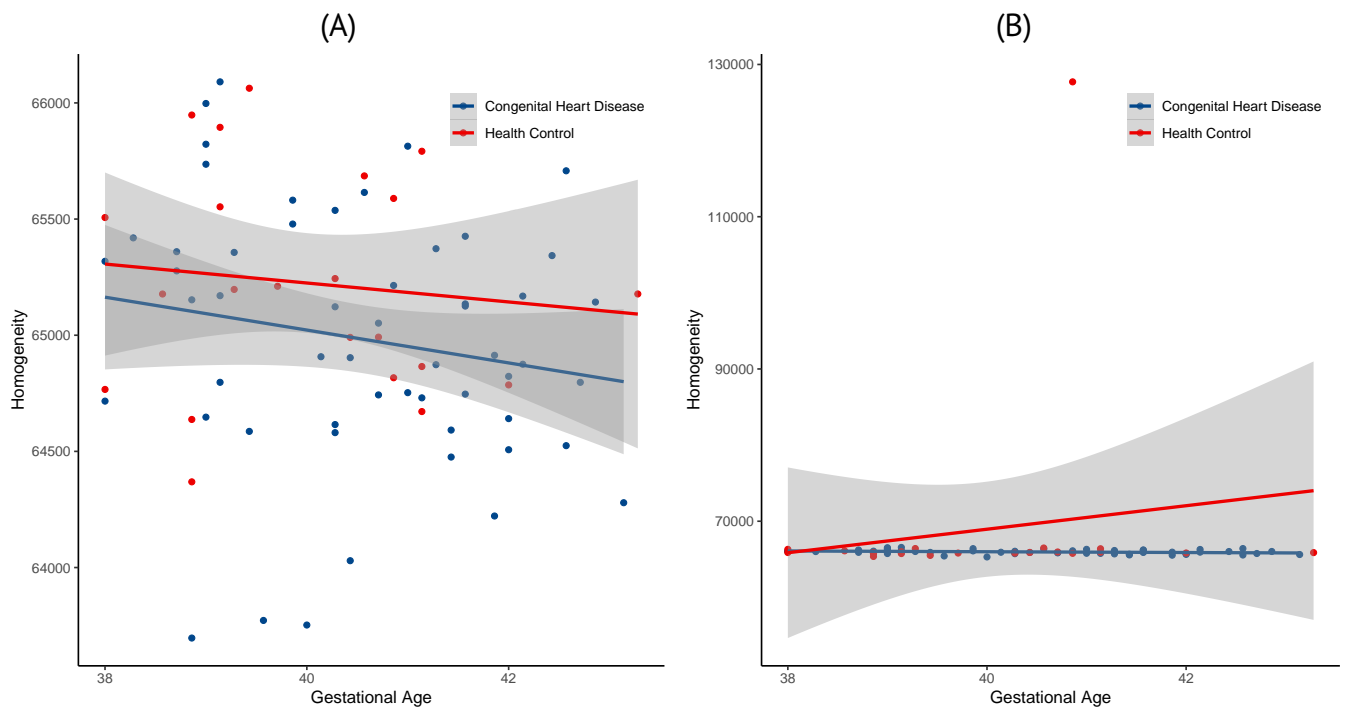 (A)
Homogeneity
66000
65500
65000
64500
64000
38
40
42
Gestational Age
Congenital Heart Disease
Health Control
(B)
Homogeneity
130000
110000
90000
70000
38
40
42
Gestational Age
Congenital Heart Disease
Health Control